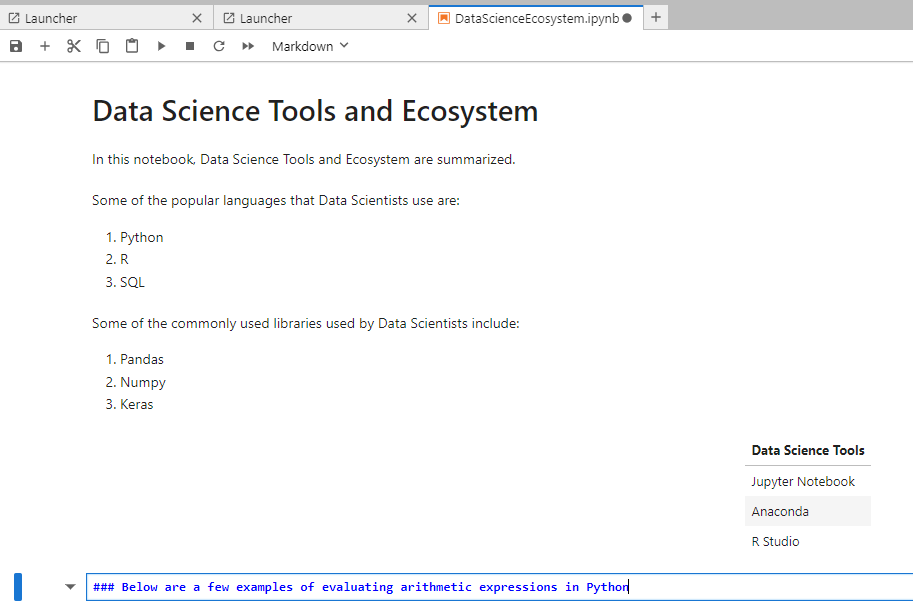 Launcher
Launcher
DataScienceEcosystem.ipynb
Markdown
Data Science Tools and Ecosystem
In this notebook, Data Science Tools and Ecosystem are summarized.
Some of the popular languages that Data Scientists use are:
1. Python
2. R
3. SQL
Some of the commonly used libraries used by Data Scientists include:
1. Pandas
2. Numpy
3. Keras
Data Science Tools
Jupyter Notebook
Anaconda
R Studio
### Below are a few examples of evaluating arithmetic expressions in Python